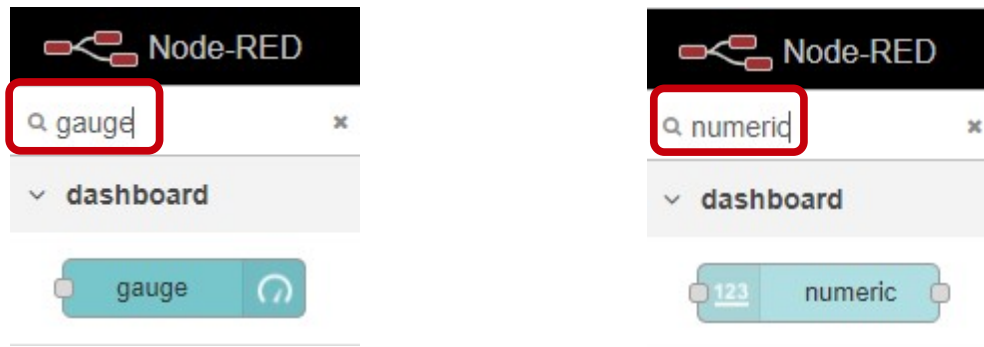 Node-RED
gauge
dashboard
gauge
Node-RED
numeric
dashboard
123 numeric